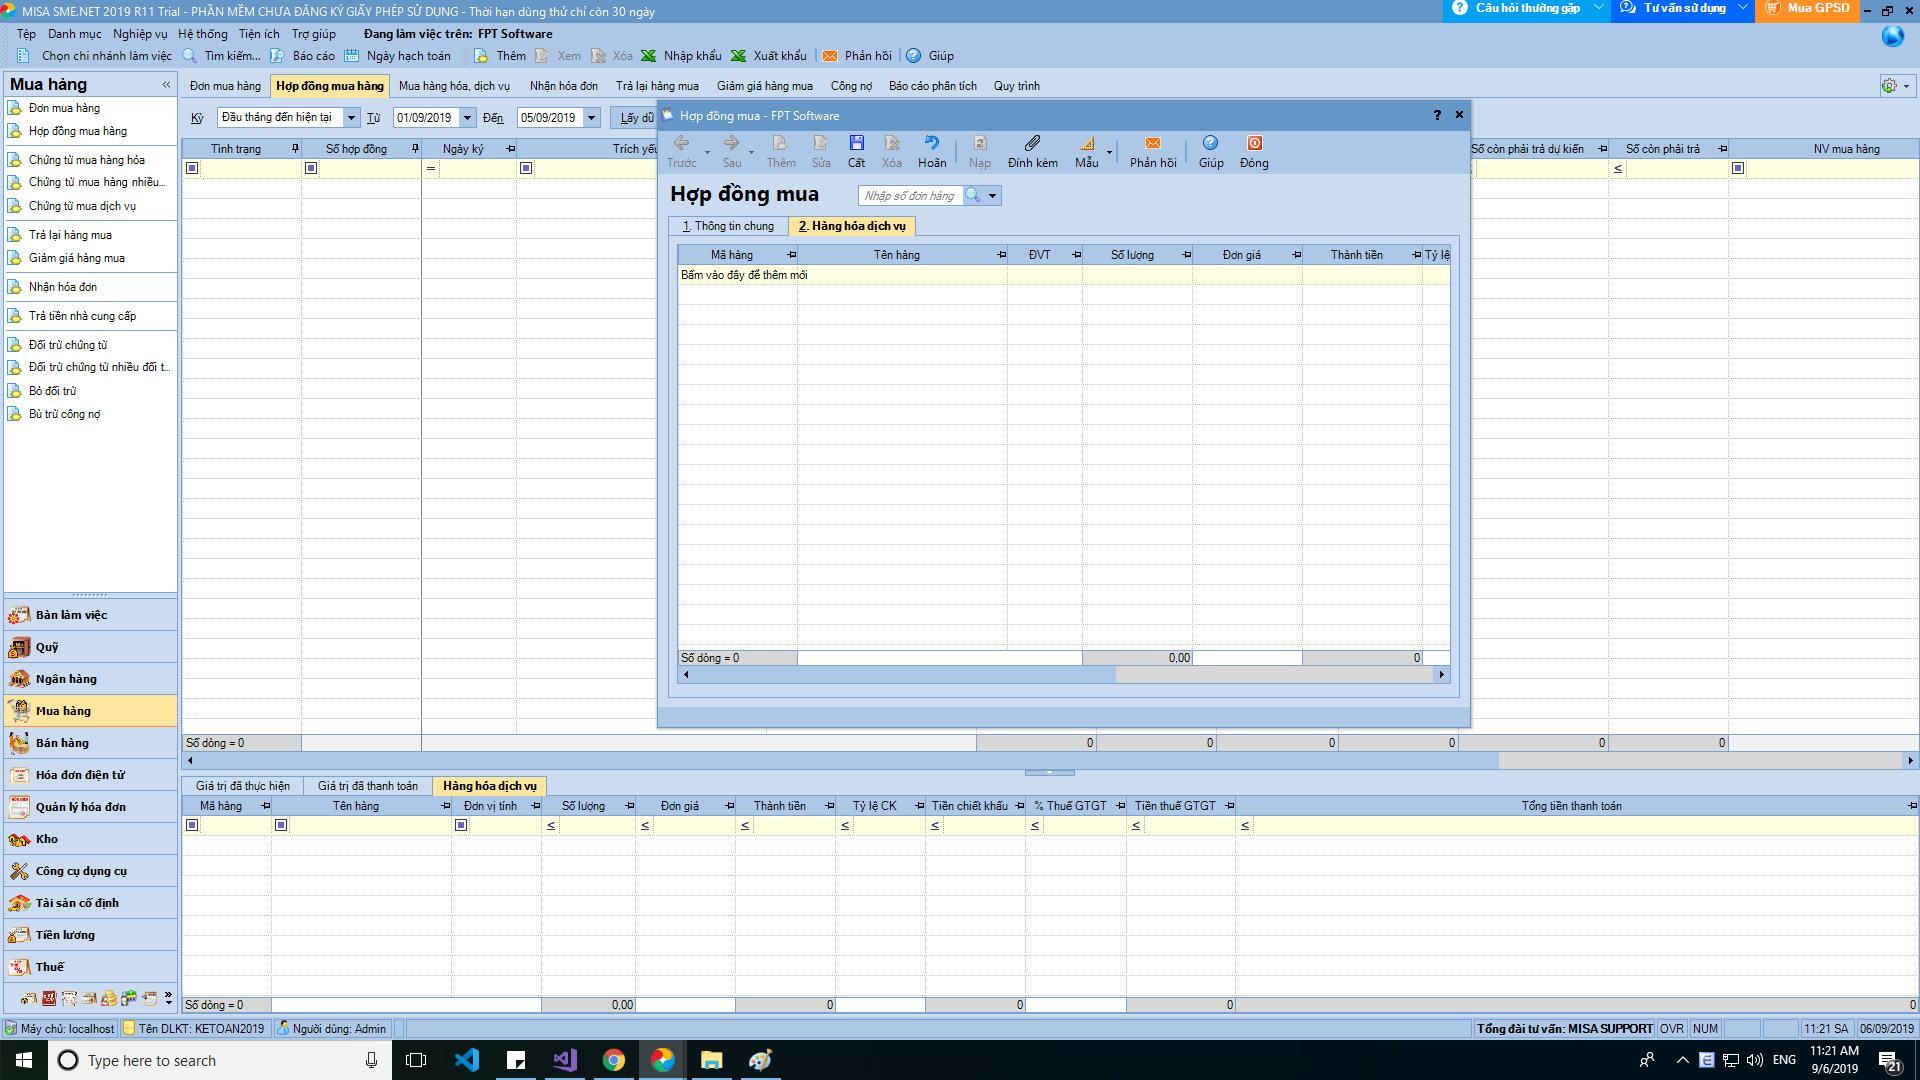 MISA SME.NET 2019 R11 Trial - PHẦN MỀM CHƯA ĐĂNG KÝ GIẤY PHÉP SỬ DỤNG - Thời hạn dùng thử chỉ còn 30 ngày
Câu hỏi thường gặp
Tư vấn sử dụng
Mua GPSD
Tệp Danh mục Nghiệp vụ Hệ thống Tiện ích Trợ giúp Đang làm việc trên: FPT Software
Chọn chi nhánh làm việc Tìm kiếm... Báo cáo Ngày hạch toán Thêm Xem Xóa Nhập khẩu Xuất khẩu Phản hồi Giúp
Mua hàng
Đơn mua hàng
Hợp đồng mua hàng
Chứng từ mua hàng hóa
Chứng từ mua hàng nhiều...
Chứng từ mua dịch vụ
Trả lại hàng mua
Giảm giá hàng mua
Nhận hóa đơn
Trả tiền nhà cung cấp
Đối trừ chứng từ
Đối trừ chứng từ nhiều đối t...
Bỏ đối trừ
Bù trừ công nợ
Bàn làm việc
Quỹ
Ngân hàng
Mua hàng
Bán hàng
Hóa đơn điện tử
Quản lý hóa đơn
Kho
Công cụ dụng cụ
Tài sản cố định
Tiền lương
Thuế
Đơn mua hàng Hợp đồng mua hàng Mua hàng hóa, dịch vụ Nhận hóa đơn Trả lại hàng mua Giảm giá hàng mua Công nợ Báo cáo phân tích Quy trình
Kỳ Đầu tháng đến hiện tại Từ 01/09/2019 Đến 05/09/2019 Lấy dữ
Tình trạng Số hợp đồng Ngày ký Trích yếu Số còn phải trả dự kiến Số còn phải trả NV mua hàng
= ≤
Hợp đồng mua - FPT Software
Trước Sau Thêm Sửa Cất Xóa Hoãn Nạp Đính kèm Mẫu Phản hồi Giúp Đóng
Hợp đồng mua Nhập số đơn hàng
1. Thông tin chung 2. Hàng hóa dịch vụ
Mã hàng Tên hàng ĐVT Số lượng Đơn giá Thành tiền Tỷ lệ
Bấm vào đây để thêm mới
Số dòng = 0 0,00 0
Số dòng = 0 0 0 0 0 0 0
Giá trị đã thực hiện Giá trị đã thanh toán Hàng hóa dịch vụ
Mã hàng Tên hàng Đơn vị tính Số lượng Đơn giá Thành tiền Tỷ lệ CK Tiền chiết khấu % Thuế GTGT Tiền thuế GTGT Tổng tiền thanh toán
≤ ≤ ≤ ≤ ≤ ≤ ≤ ≤
Số dòng = 0 0,00 0 0 0 0
Máy chủ: localhost Tên DLKT: KETOAN2019 Người dùng: Admin Tổng đài tư vấn: MISA SUPPORT OVR NUM 11:21 SA 06/09/2019
Type here to search
ENG
11:21 AM
9/6/2019
21